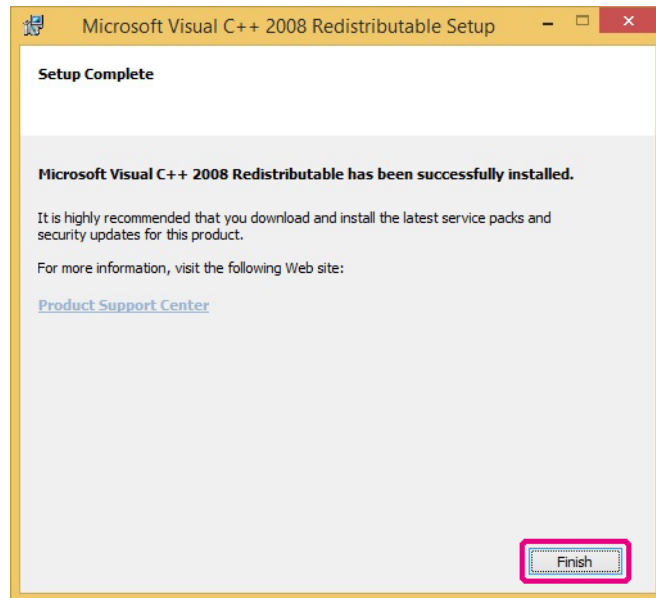 Microsoft Visual C++ 2008 Redistributable Setup
Setup Complete
Microsoft Visual C++ 2008 Redistributable has been successfully installed.
It is highly recommended that you download and install the latest service packs and
security updates for this product.
For more information, visit the following Web site:
Product Support Center
Finish